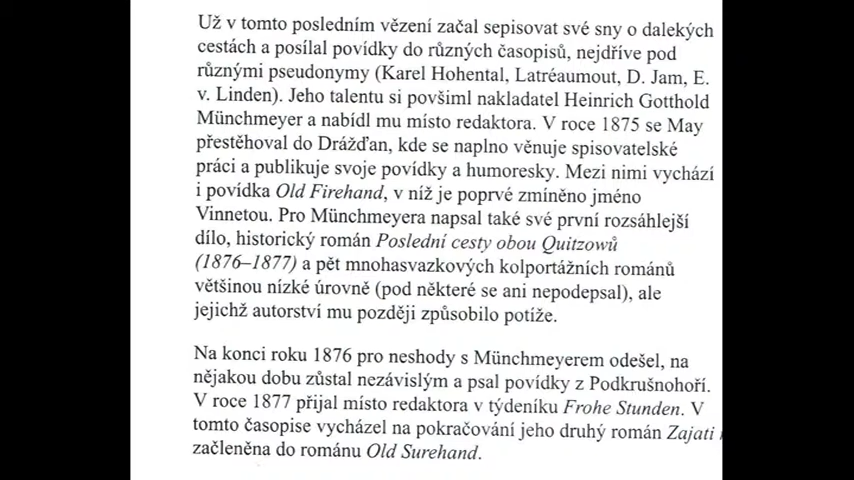 Už v tomto posledním vězení začal sepisovat své sny o dalekých
cestách a posílal povídky do různých časopisů, nejdříve pod
různými pseudonymy (Karel Hohental, Latréaumout, D. Jam, E.
v. Linden). Jeho talentu si povšiml nakladatel Heinrich Gotthold
Münchmeyer a nabídl mu místo redaktora. V roce 1875 se May
přestěhoval do Drážďan, kde se naplno věnuje spisovatelské
práci a publikuje svoje povídky a humoresky. Mezi nimi vychází
i povídka Old Firehand, v níž je poprvé zmíněno jméno
Vinnetou. Pro Münchmeyera napsal také své první rozsáhlejší
dílo, historický román Poslední cesty obou Quitzowů
(1876–1877) a pět mnohasvazkových kolportážních románů
většinou nízké úrovně (pod některé se ani nepodepsal), ale
jejichž autorství mu později způsobilo potíže.
Na konci roku 1876 pro neshody s Münchmeyerem odešel, na
nějakou dobu zůstal nezávislým a psal povídky z Podkrušnohoří.
V roce 1877 přijal místo redaktora v týdeníku Frohe Stunden. V
tomto časopise vycházel na pokračování jeho druhý román Zajati
začleněna do románu Old Surehand.